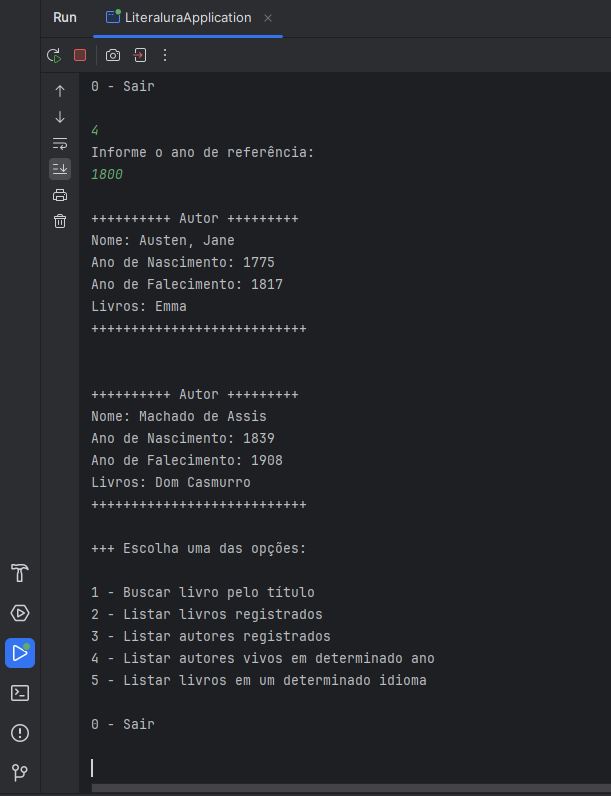 Run LiteraluraApplication
0 - Sair
4
Informe o ano de referência:
1800
++++++++++ Autor +++++++++
Nome: Austen, Jane
Ano de Nascimento: 1775
Ano de Falecimento: 1817
Livros: Emma
+++++++++++++++++++++++++++
++++++++++ Autor +++++++++
Nome: Machado de Assis
Ano de Nascimento: 1839
Ano de Falecimento: 1908
Livros: Dom Casmurro
+++++++++++++++++++++++++++
+++ Escolha uma das opções:
1 - Buscar livro pelo título
2 - Listar livros registrados
3 - Listar autores registrados
4 - Listar autores vivos em determinado ano
5 - Listar livros em um determinado idioma
0 - Sair